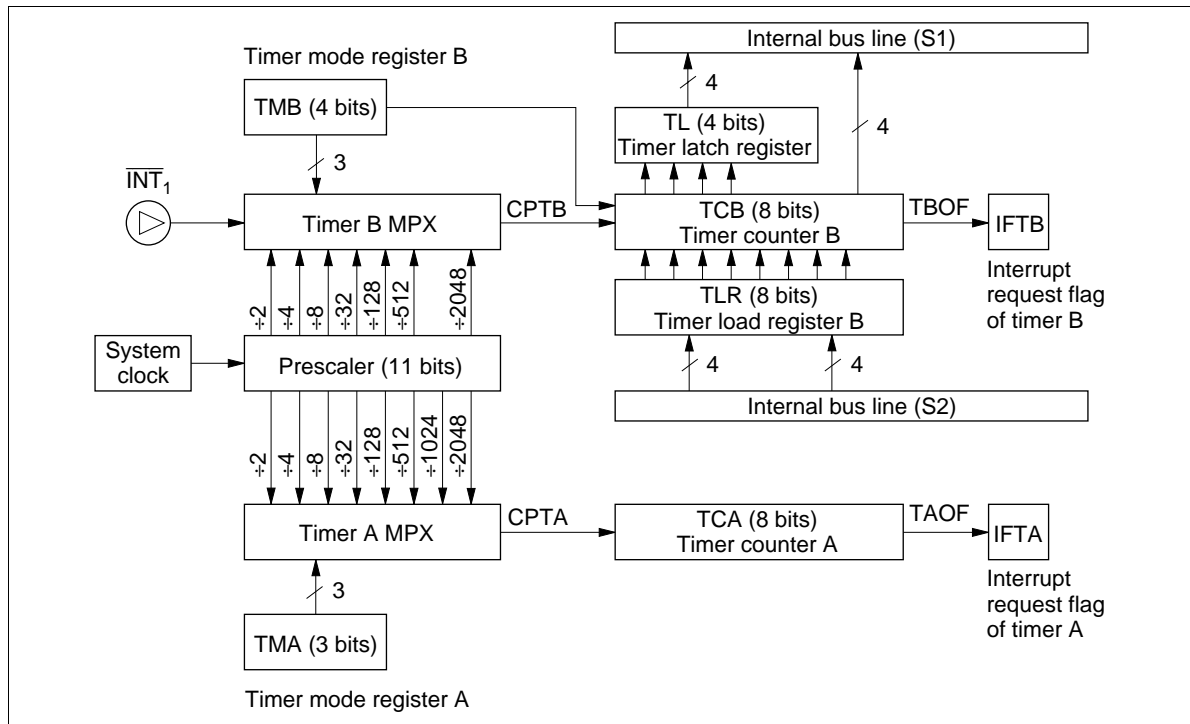 Internal bus line (S1)
Timer mode register B
4
TMB (4 bits)
TL (4 bits)
Timer latch register
4
3
INT1
Timer B MPX
CPTB
TCB (8 bits)
Timer counter B
TBOF
IFTB
÷2
÷4
÷8
÷32
÷128
÷512
÷2048
TLR (8 bits)
Timer load register B
Interrupt
request flag
of timer B
System
clock
Prescaler (11 bits)
4
4
Internal bus line (S2)
÷2
÷4
÷8
÷32
÷128
÷512
÷1024
÷2048
Timer A MPX
CPTA
TCA (8 bits)
Timer counter A
TAOF
IFTA
3
Interrupt
request flag
of timer A
TMA (3 bits)
Timer mode register A